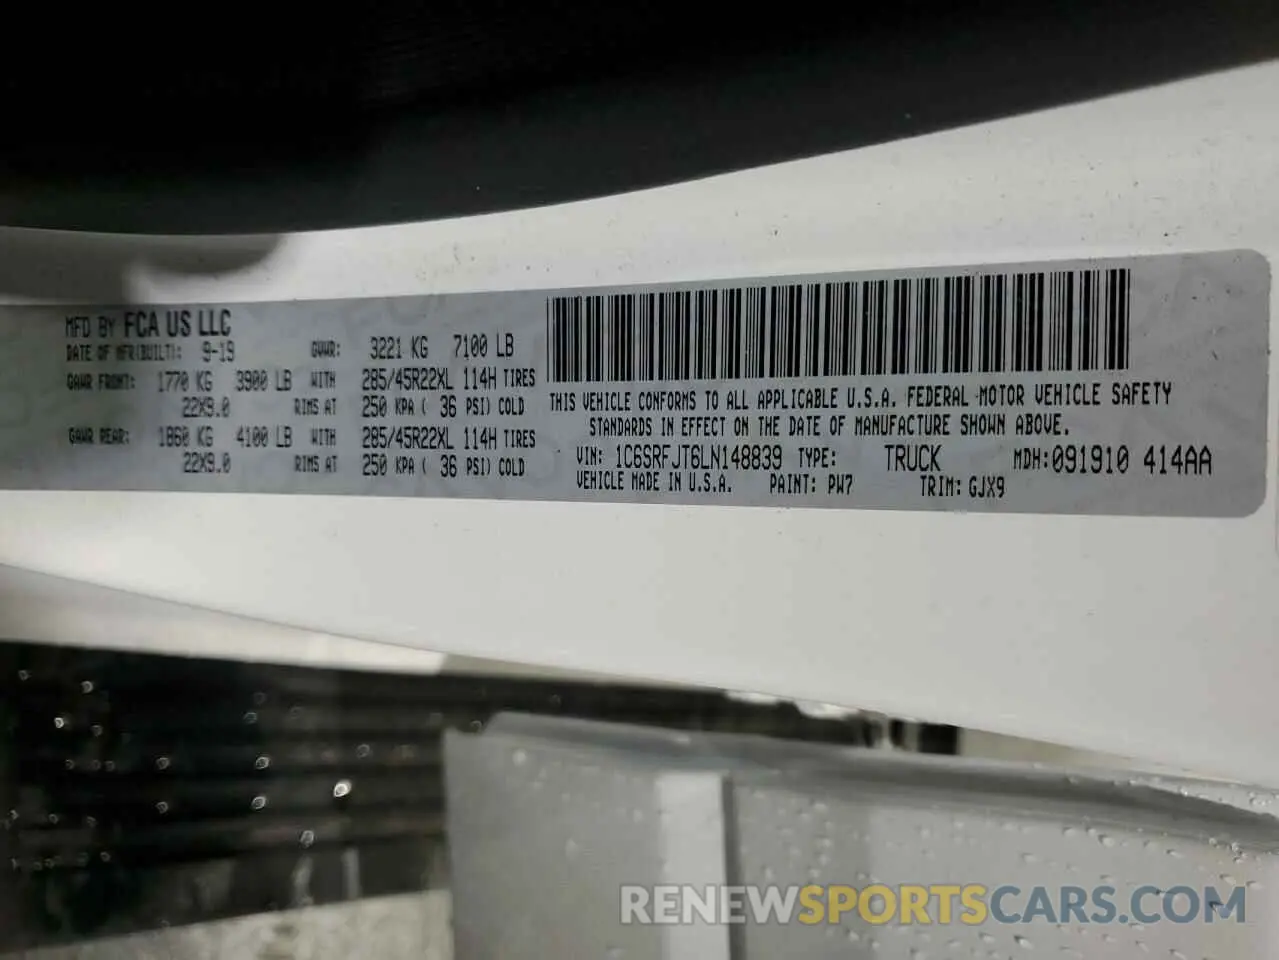 MFD BY FCA US LLC
DATE OF MFR(BUILT): 9-19 GVWR: 3221 KG 7100 LB
GAWR FRONT: 1770 KG 3900 LB WITH 285/45R22XL 114H TIRES
22X9.0 RIMS AT 250 KPA ( 36 PSI) COLD
GAWR REAR: 1860 KG 4100 LB WITH 285/45R22XL 114H TIRES
22X9.0 RIMS AT 250 KPA ( 36 PSI) COLD
THIS VEHICLE CONFORMS TO ALL APPLICABLE U.S.A. FEDERAL MOTOR VEHICLE SAFETY
STANDARDS IN EFFECT ON THE DATE OF MANUFACTURE SHOWN ABOVE.
VIN: 1C6SRFJT6LN148839 TYPE: TRUCK MDH:091910 414AA
VEHICLE MADE IN U.S.A. PAINT: PW7 TRIM: GJX9
RENEWSPORTSCARS.COM